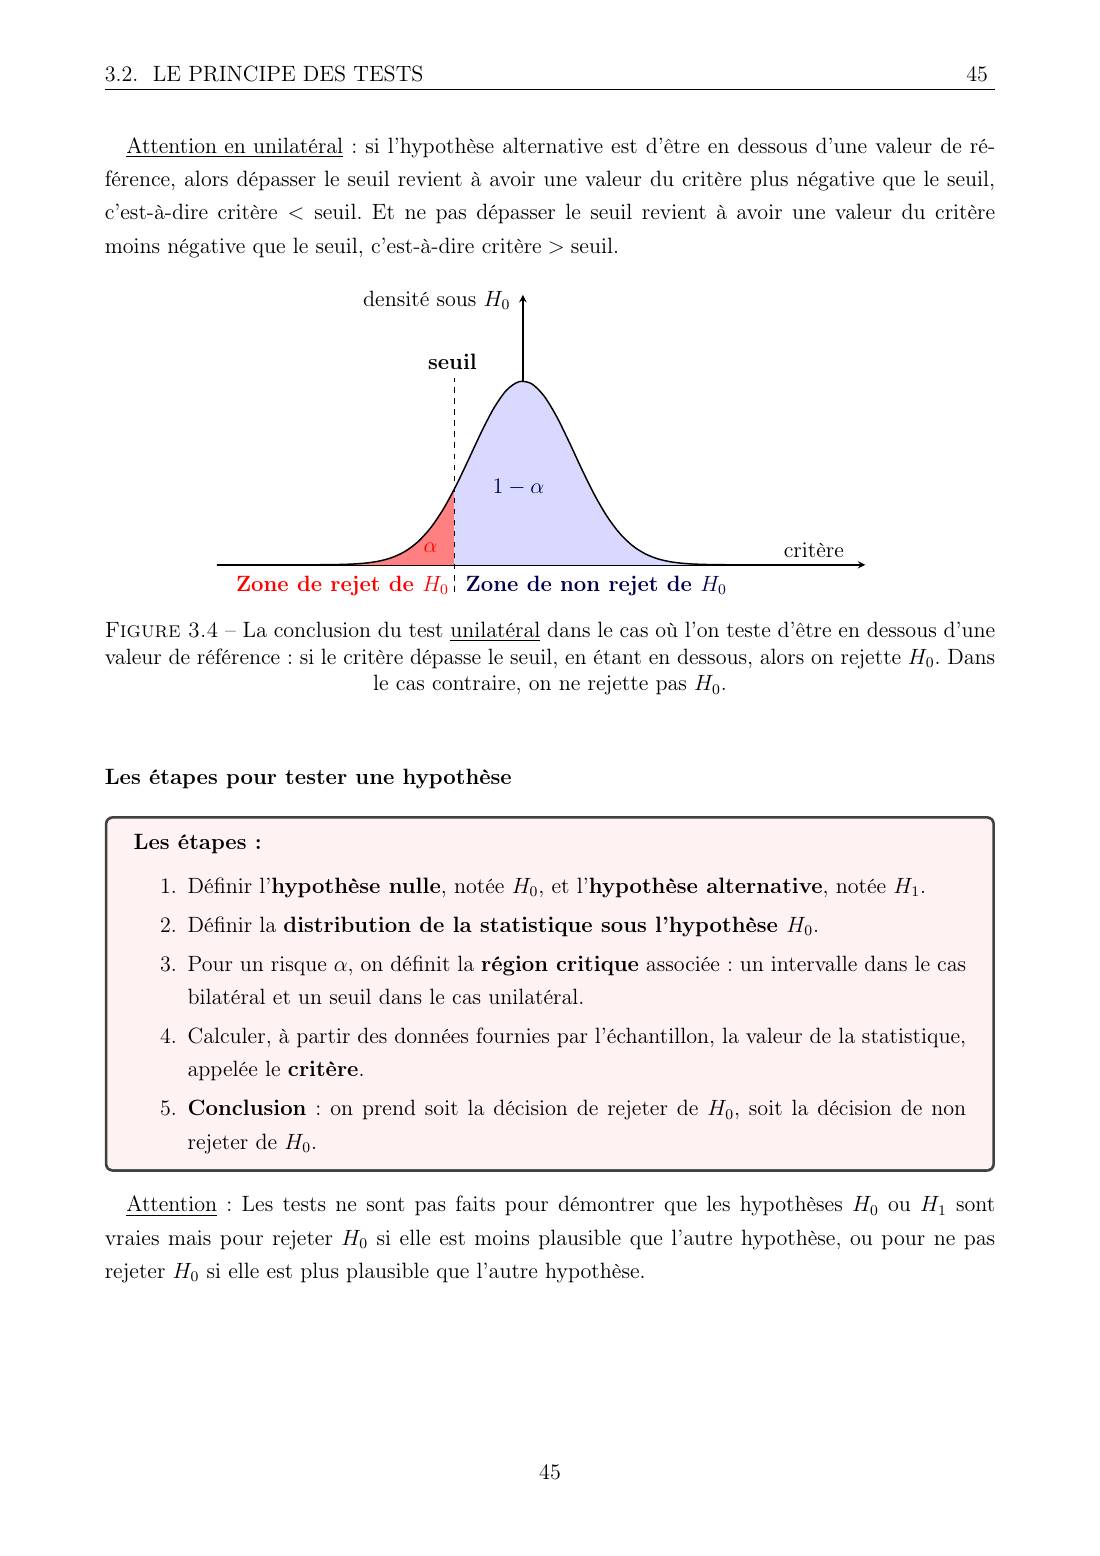 3.2. LE PRINCIPE DES TESTS 45
Attention en unilatéral : si l'hypothèse alternative est d'être en dessous d'une valeur de ré-
férence, alors dépasser le seuil revient à avoir une valeur du critère plus négative que le seuil,
c'est-à-dire critère < seuil. Et ne pas dépasser le seuil revient à avoir une valeur du critère
moins négative que le seuil, c'est-à-dire critère > seuil.
densité sous H₀
seuil
1 − α
α
critère
Zone de rejet de H₀ Zone de non rejet de H₀
FIGURE 3.4 – La conclusion du test unilatéral dans le cas où l'on teste d'être en dessous d'une
valeur de référence : si le critère dépasse le seuil, en étant en dessous, alors on rejette H₀. Dans
le cas contraire, on ne rejette pas H₀.
Les étapes pour tester une hypothèse
Les étapes :
1. Définir l'hypothèse nulle, notée H₀, et l'hypothèse alternative, notée H₁.
2. Définir la distribution de la statistique sous l'hypothèse H₀.
3. Pour un risque α, on définit la région critique associée : un intervalle dans le cas
bilatéral et un seuil dans le cas unilatéral.
4. Calculer, à partir des données fournies par l'échantillon, la valeur de la statistique,
appelée le critère.
5. Conclusion : on prend soit la décision de rejeter de H₀, soit la décision de non
rejeter de H₀.
Attention : Les tests ne sont pas faits pour démontrer que les hypothèses H₀ ou H₁ sont
vraies mais pour rejeter H₀ si elle est moins plausible que l'autre hypothèse, ou pour ne pas
rejeter H₀ si elle est plus plausible que l'autre hypothèse.
45